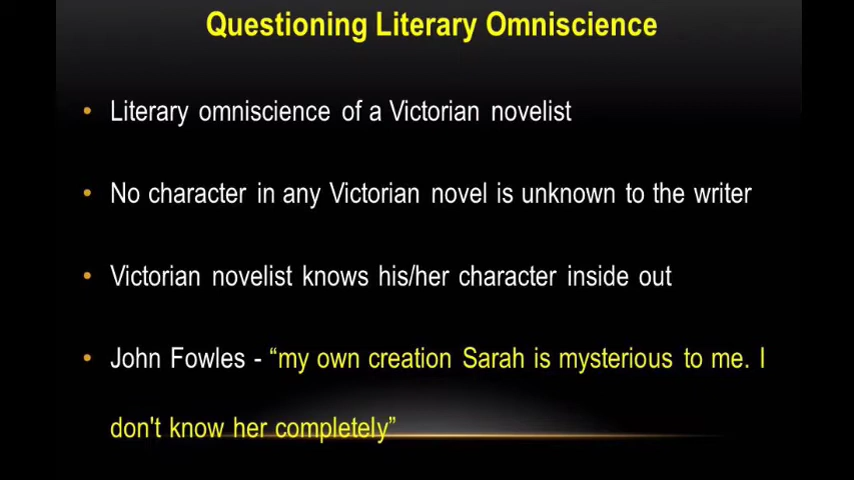 Questioning Literary Omniscience
• Literary omniscience of a Victorian novelist
• No character in any Victorian novel is unknown to the writer
• Victorian novelist knows his/her character inside out
• John Fowles - “my own creation Sarah is mysterious to me. I
don't know her completely”